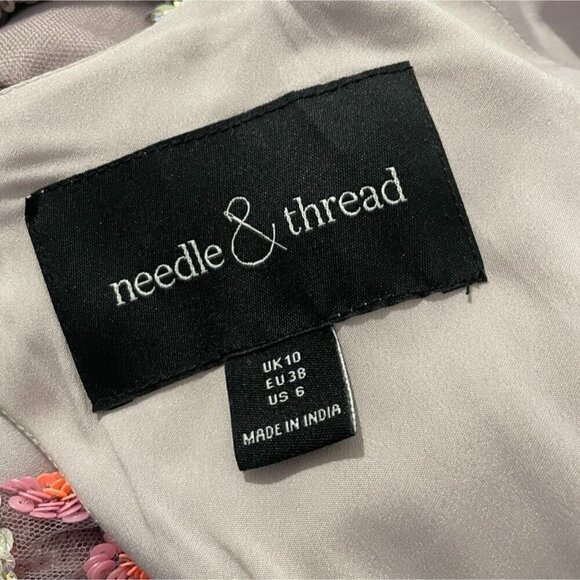 needle & thread
UK 10
EU 38
US 6
MADE IN INDIA